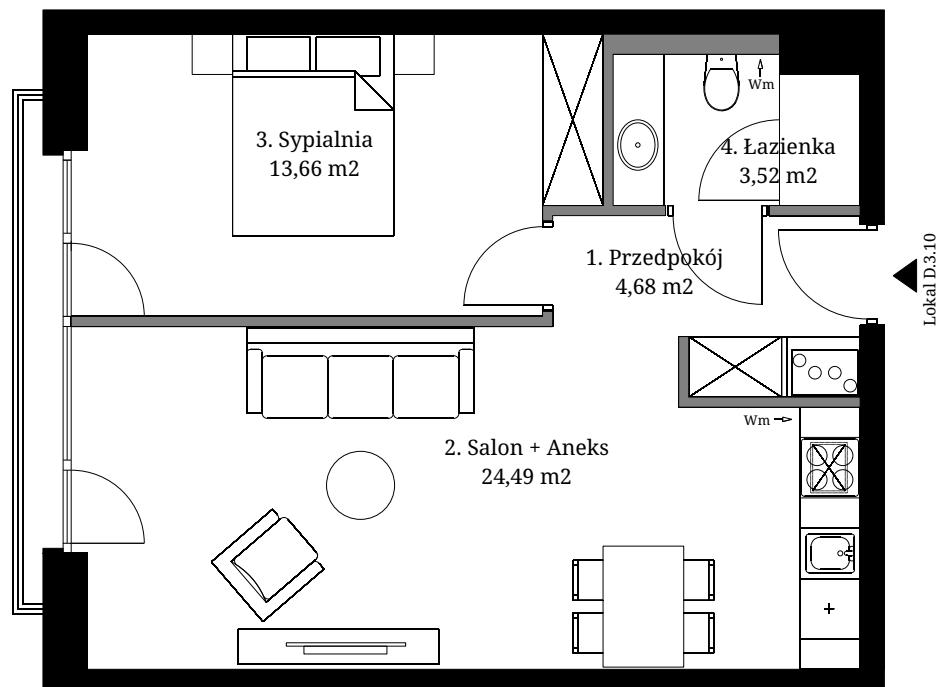 Wm
3. Sypialnia
13,66 m2
4. Łazienka
3,52 m2
1. Przedpokój
4,68 m2
Lokal D.3.10
Wm
2. Salon + Aneks
24,49 m2